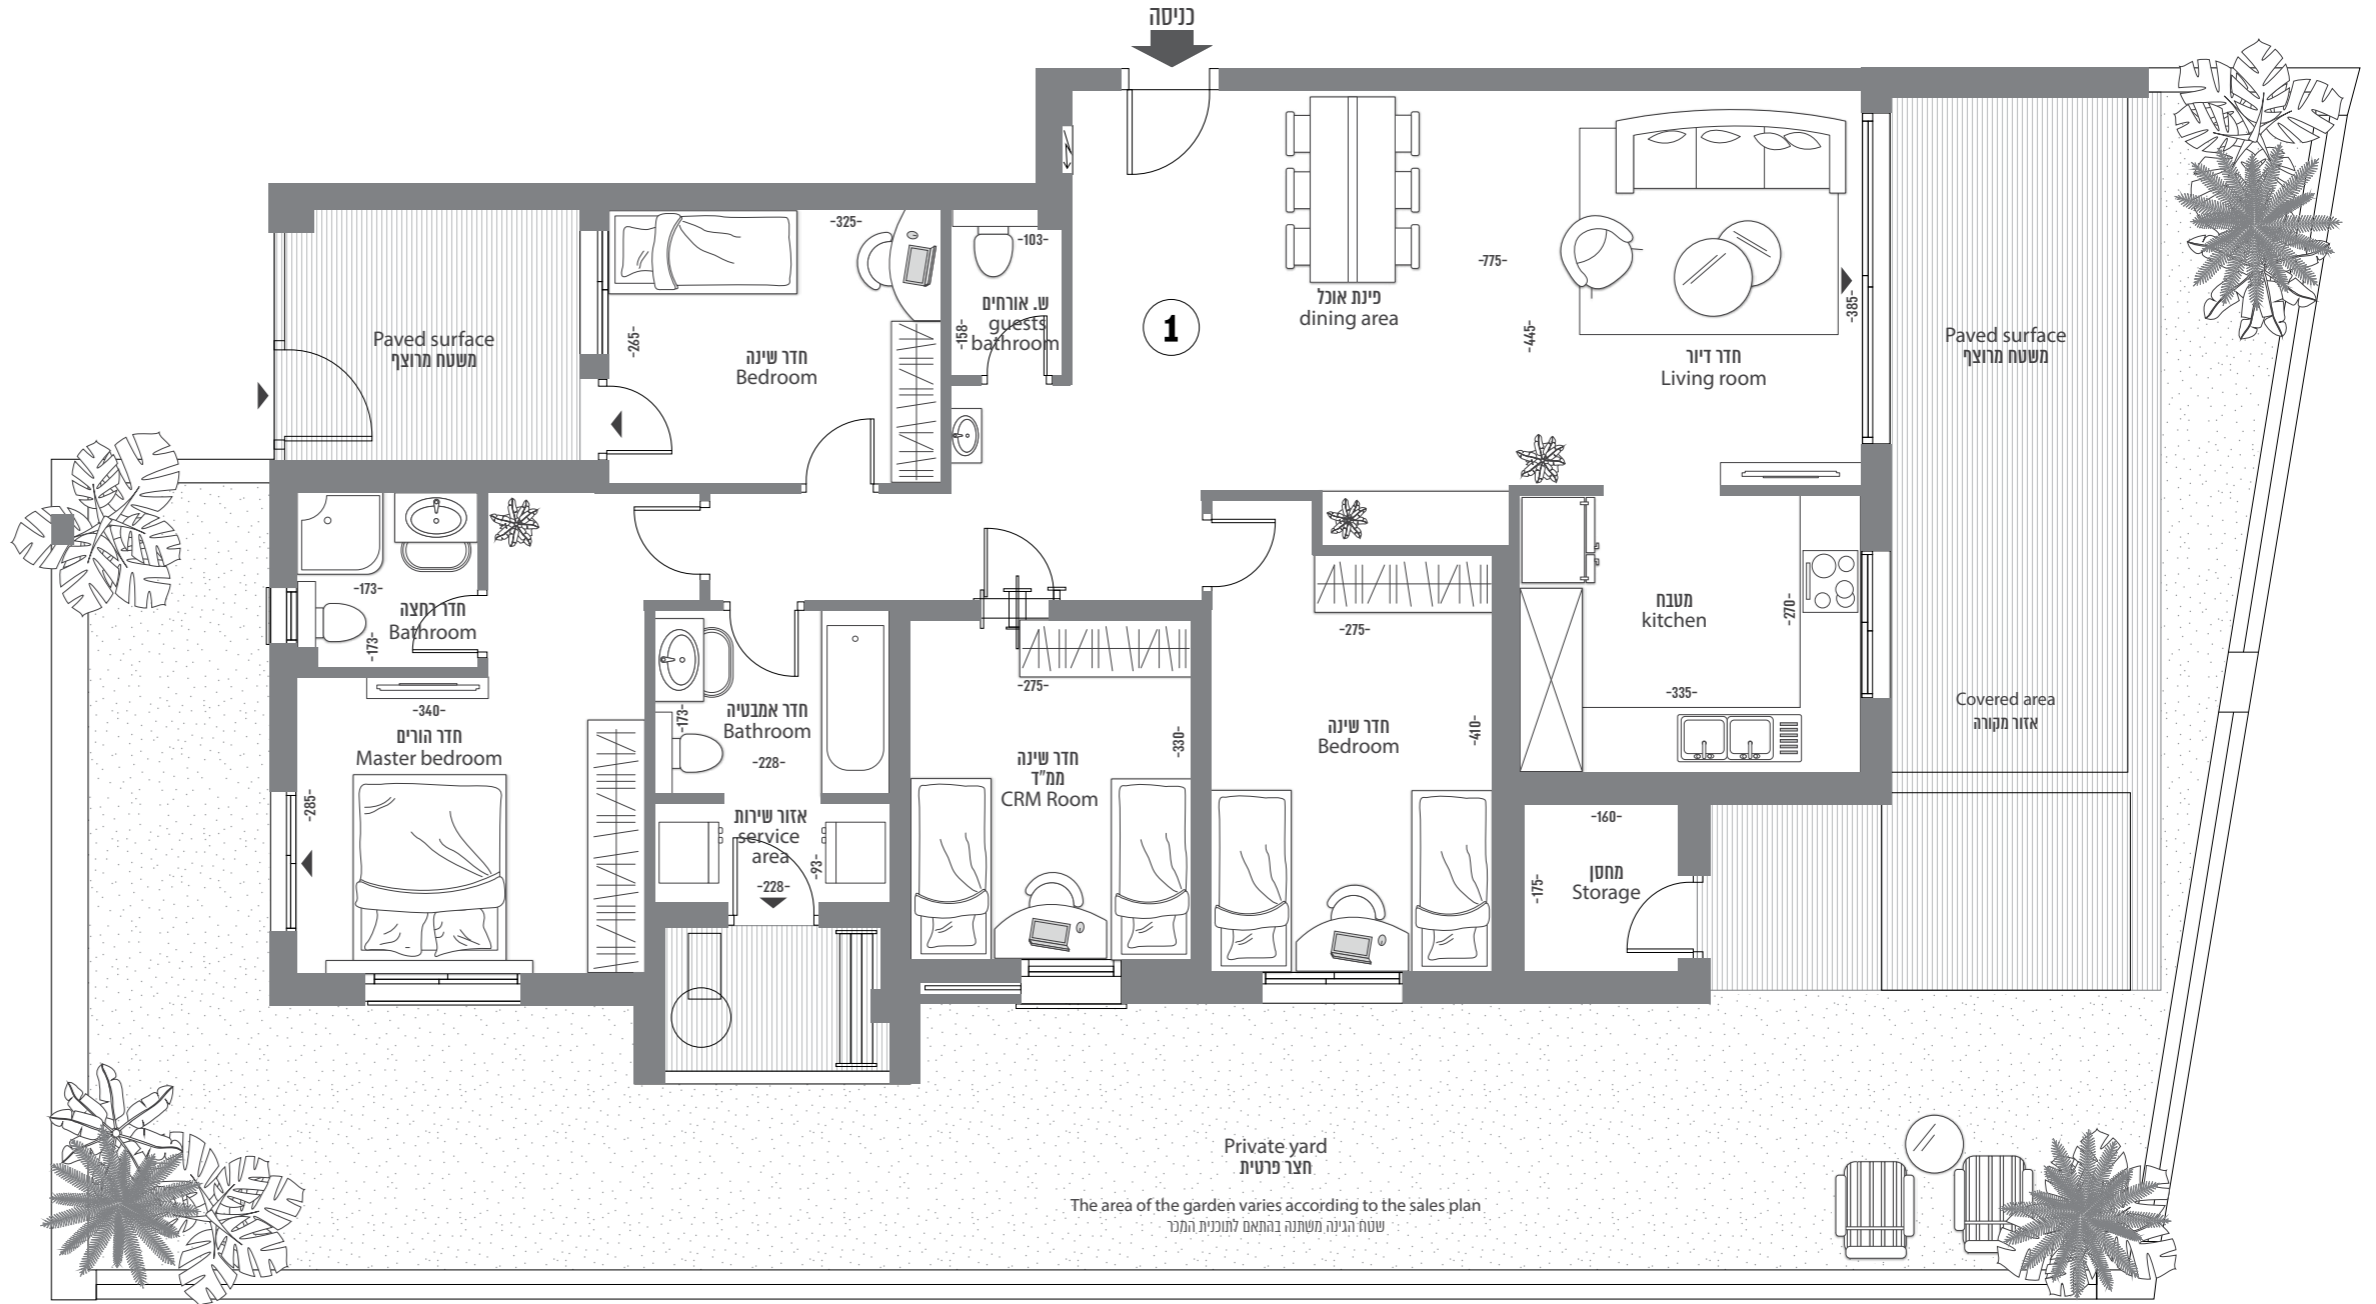 כניסה
-325-
-103-
ש. אורחים
guests
bathroom
-158-
-265-
חדר שינה
Bedroom
Paved surface
משטח מרוצף
1
פינת אוכל
dining area
-775-
-445-
-385-
חדר דיור
Living room
Paved surface
משטח מרוצף
-173-
חדר רחצה
Bathroom
-173-
-340-
חדר הורים
Master bedroom
-285-
חדר אמבטיה
Bathroom
-173-
-228-
אזור שירות
service
area
-93-
-228-
-275-
-330-
חדר שינה
ממ"ד
CRM Room
-275-
חדר שינה
Bedroom
-410-
מטבח
kitchen
-270-
-335-
Covered area
אזור מקורה
-160-
מחסן
Storage
-175-
Private yard
חצר פרטית
The area of the garden varies according to the sales plan
שטח הגינה משתנה בהתאם לתוכנית המכר